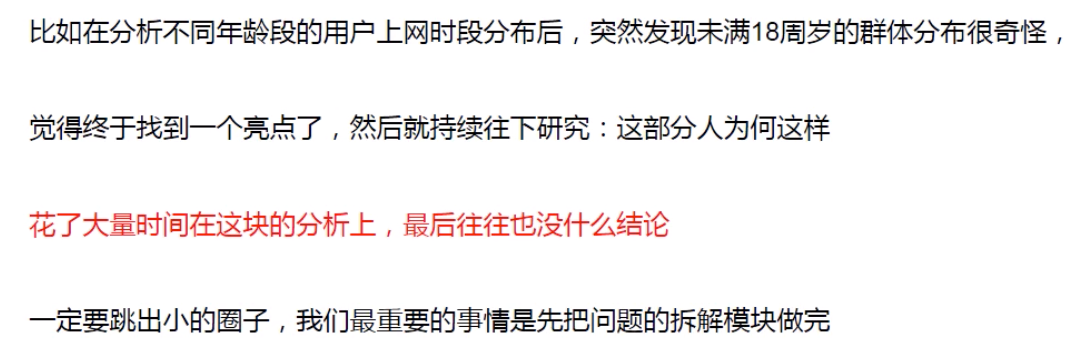 比如在分析不同年龄段的用户上网时段分布后，突然发现未满18周岁的群体分布很奇怪，
觉得终于找到一个亮点了，然后就持续往下研究：这部分人为何这样
花了大量时间在这块的分析上，最后往往也没什么结论
一定要跳出小的圈子，我们最重要的事情是先把问题的拆解模块做完